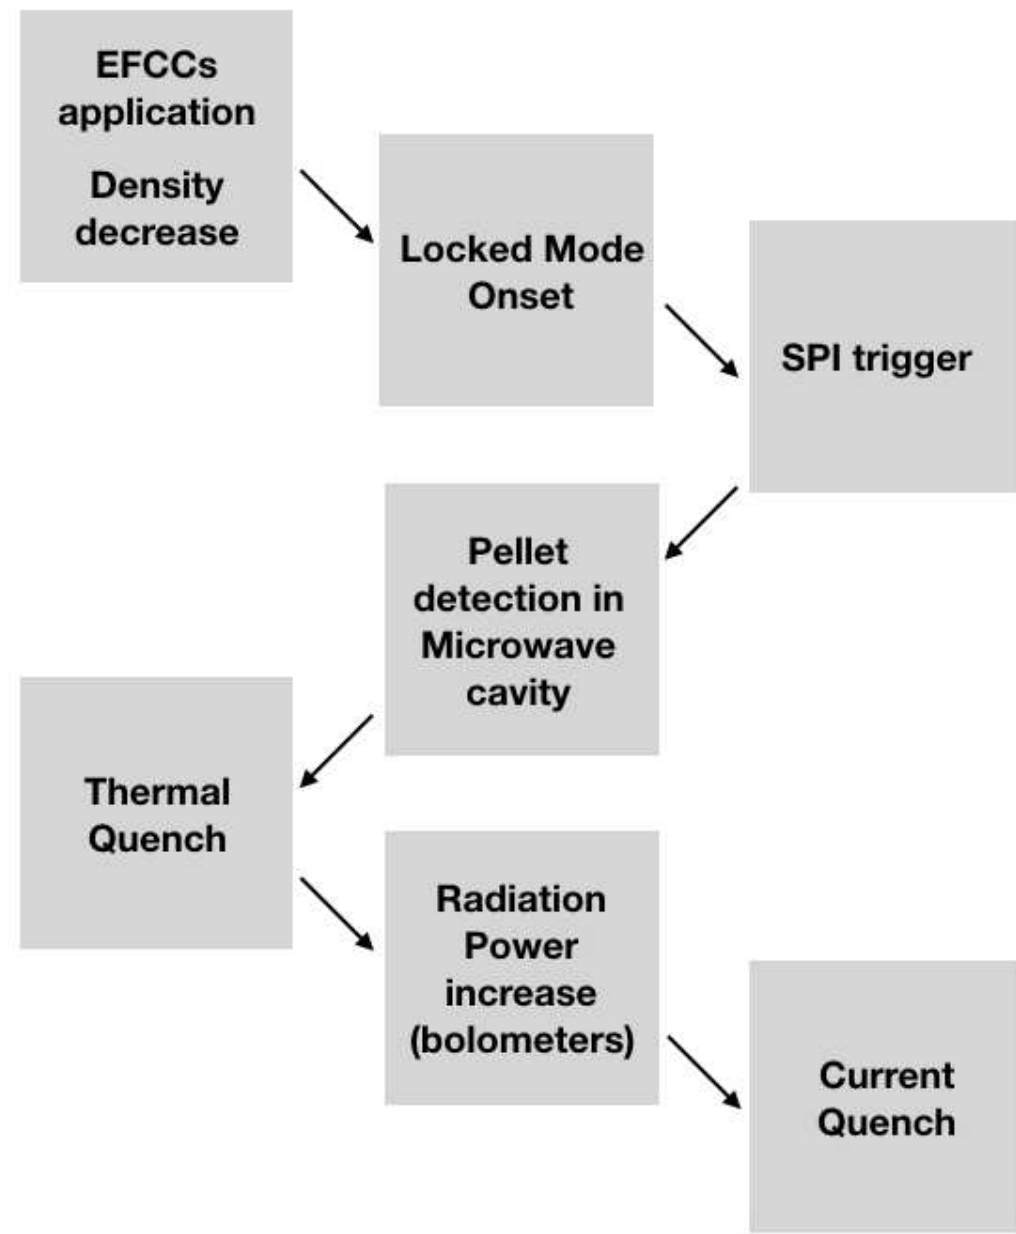 EFCCs
application
Density
decrease
Locked Mode
Onset
SPI trigger
Pellet
detection in
Microwave
cavity
Thermal
Quench
Radiation
Power
increase
(bolometers)
Current
Quench